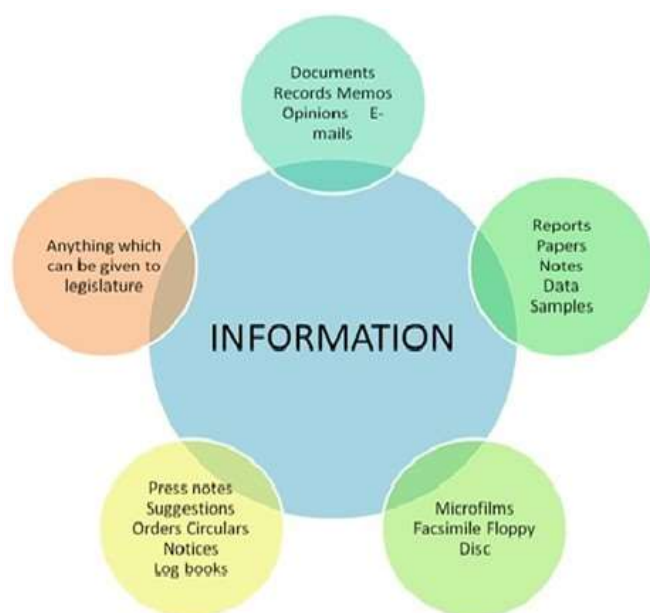 Documents
Records Memos
Opinions E-
mails
Reports
Papers
Notes
Data
Samples
Microfilms
Facsimile Floppy
Disc
Press notes
Suggestions
Orders Circulars
Notices
Log books
Anything which
can be given to
legislature
INFORMATION